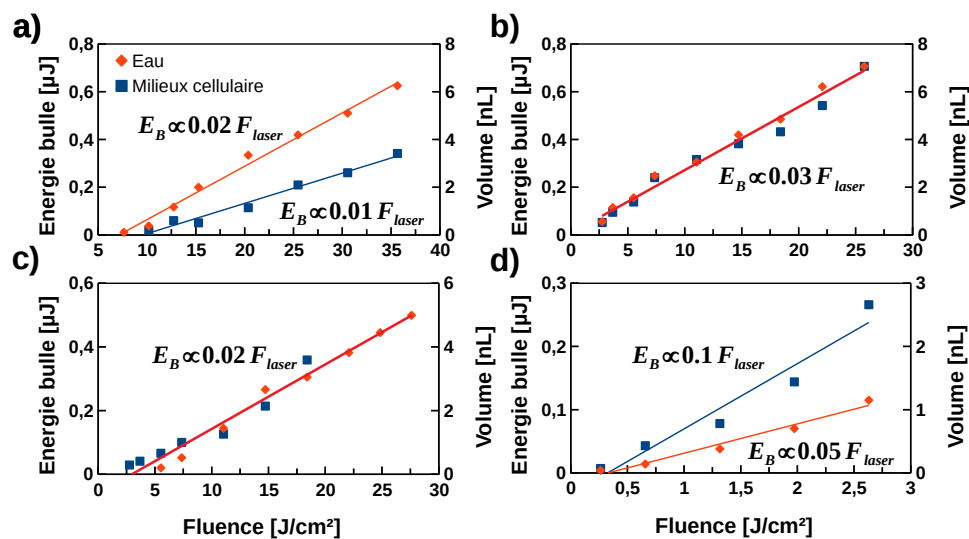 a)
Energie bulle [µJ]
0,8
0,6
0,4
0,2
0
Eau
Milieux cellulaire
E_B∝0.02 F_laser
E_B∝0.01 F_laser
8
6
4
2
0
Volume [nL]
5 10 15 20 25 30 35 40
b)
Energie bulle [µJ]
0,8
0,6
0,4
0,2
0
E_B∝0.03 F_laser
8
6
4
2
0
Volume [nL]
0 5 10 15 20 25 30
c)
Energie bulle [µJ]
0,6
0,4
0,2
0
E_B∝0.02 F_laser
6
4
2
0
Volume [nL]
0 5 10 15 20 25 30
Fluence [J/cm²]
d)
Energie bulle [µJ]
0,3
0,2
0,1
0
E_B∝0.1 F_laser
E_B∝0.05 F_laser
3
2
1
0
Volume [nL]
0 0,5 1 1,5 2 2,5 3
Fluence [J/cm²]